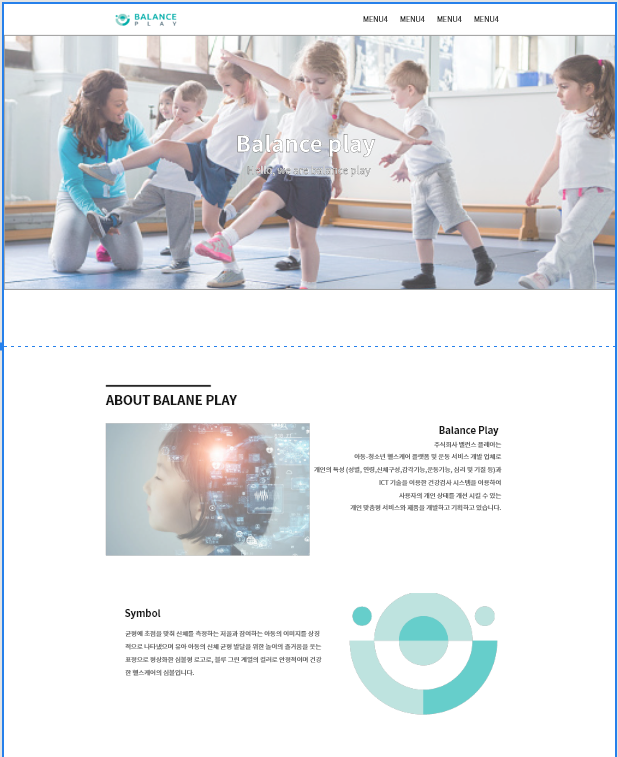 BALANCE
PLAY
MENU4 MENU4 MENU4 MENU4
Balance play
Hello, we are balance play
ABOUT BALANE PLAY
Balance Play
주식회사 밸런스 플레이는
아동·청소년 헬스케어 플랫폼 및 운동 서비스 개발 업체로
개인의 특성 (성별, 연령,신체구성,감각기능,운동기능, 심리 및 기질 등)과
ICT 기술을 이용한 건강검사 시스템을 이용하여
사용자의 개인 상태를 개선 시킬 수 있는
개인 맞춤형 서비스와 제품을 개발하고 기획하고 있습니다.
Symbol
균형에 초점을 맞춰 신체를 측정하는 저울과 참여하는 아동의 이미지를 상징
적으로 나타냈으며 유아 아동의 신체 균형 발달을 위한 놀이의 즐거움을 웃는
표정으로 형상화한 심볼형 로고로, 블루 그린 계열의 컬러로 안정적이며 건강
한 헬스케어의 심볼입니다.